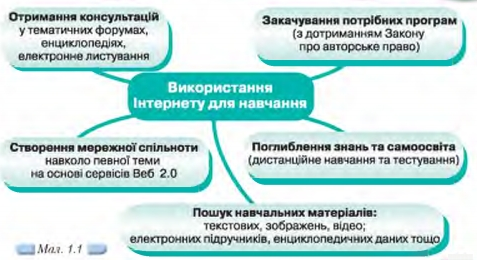 Отримання консультацій
у тематичних форумах,
енциклопедіях,
електронне листування
Закачування потрібних програм
(з дотриманням Закону
про авторське право)
Використання
Інтернету для навчання
Створення мережної спільноти
навколо певної теми
на основі сервісів Веб 2.0
Поглиблення знань та самоосвіта
(дистанційне навчання та тестування)
Пошук навчальних матеріалів:
текстових, зображень, відео;
електронних підручників, енциклопедичних даних тощо
Мал. 1.1